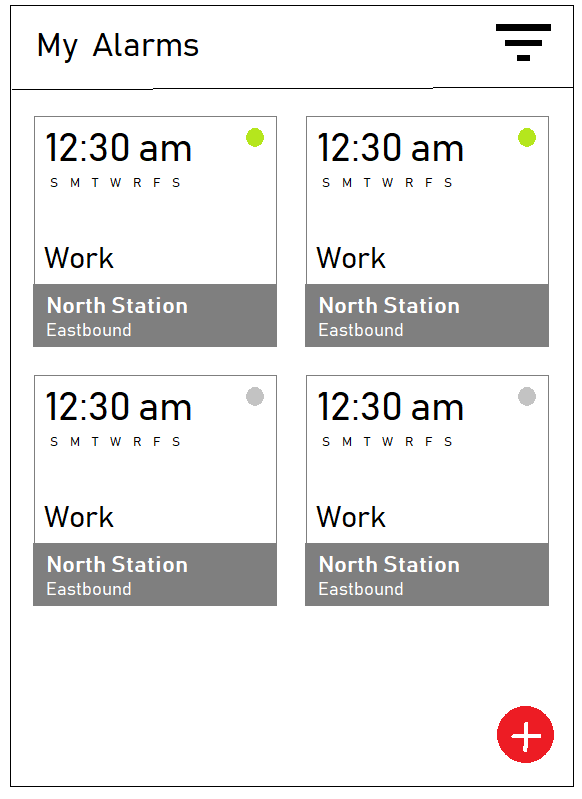 My Alarms
12:30 am
S M T W R F S
Work
North Station
Eastbound
12:30 am
S M T W R F S
Work
North Station
Eastbound
12:30 am
S M T W R F S
Work
North Station
Eastbound
12:30 am
S M T W R F S
Work
North Station
Eastbound